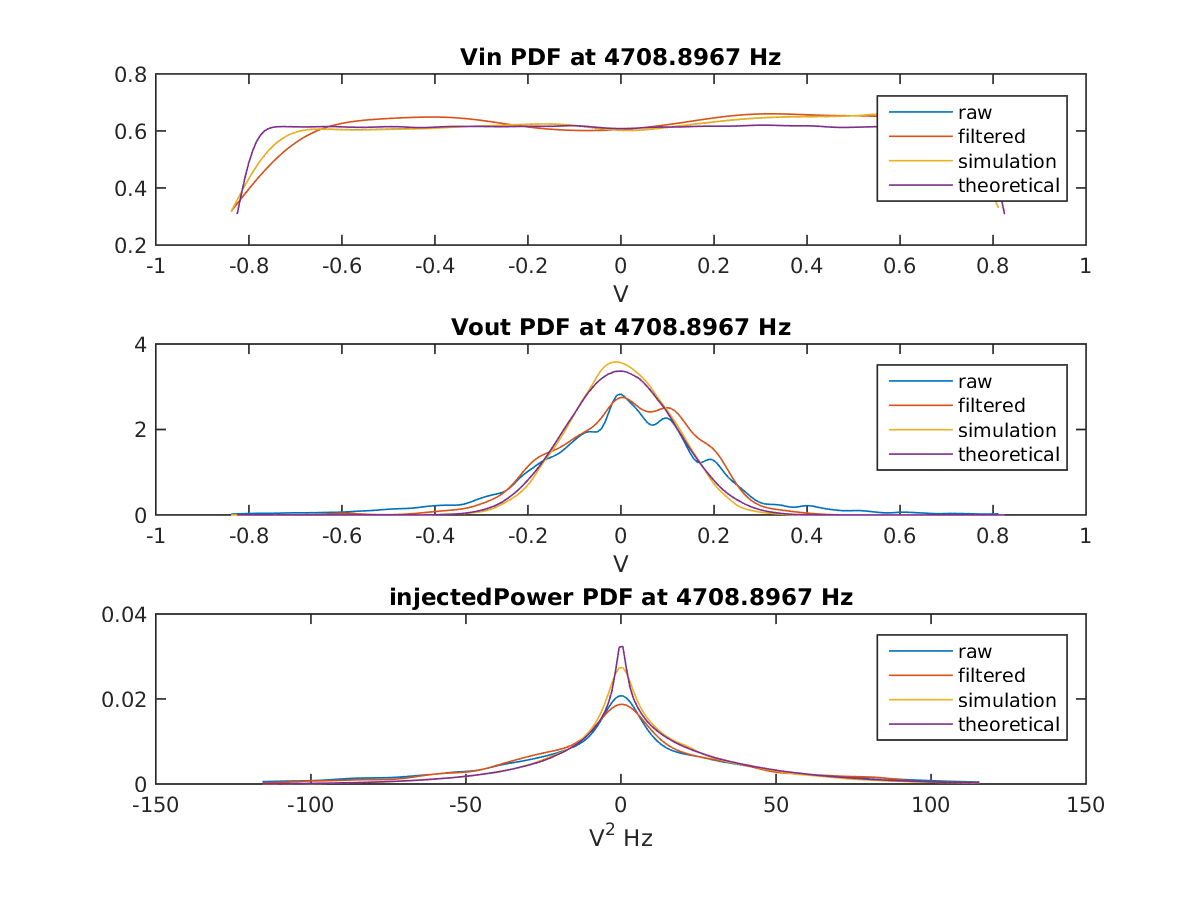 Vin PDF at 4708.8967 Hz
0.8
0.6
0.4
0.2
raw
filtered
simulation
theoretical
-1 -0.8 -0.6 -0.4 -0.2 0 0.2 0.4 0.6 0.8 1
V
Vout PDF at 4708.8967 Hz
4
2
0
raw
filtered
simulation
theoretical
-1 -0.8 -0.6 -0.4 -0.2 0 0.2 0.4 0.6 0.8 1
V
injectedPower PDF at 4708.8967 Hz
0.04
0.02
0
raw
filtered
simulation
theoretical
-150 -100 -50 0 50 100 150
V² Hz